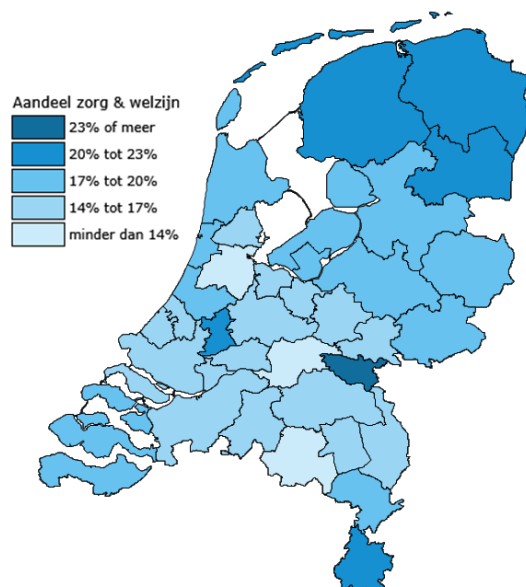 Aandeel zorg & welzijn
23% of meer
20% tot 23%
17% tot 20%
14% tot 17%
minder dan 14%